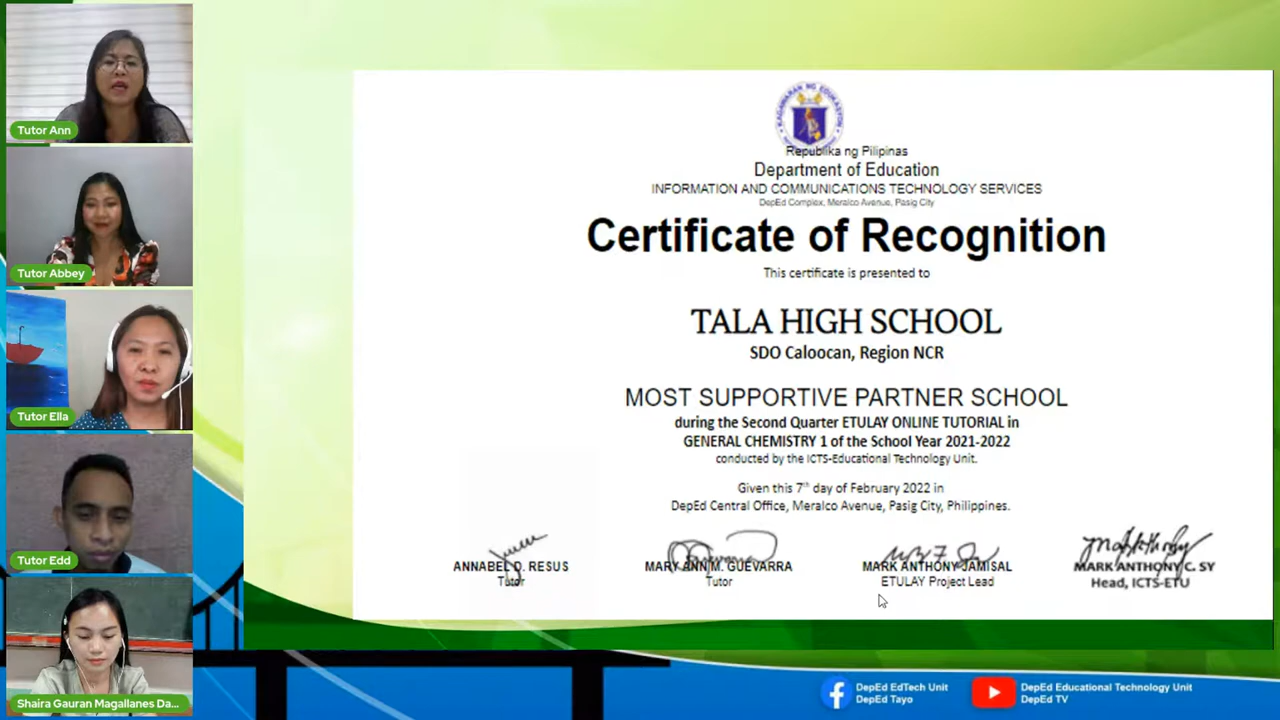 Tutor Ann
Tutor Abbey
Tutor Ella
Tutor Edd
Shaira Gauran Magallanes Da...
KAGAWARAN NG EDUKASYON
Republika ng Pilipinas
Department of Education
INFORMATION AND COMMUNICATIONS TECHNOLOGY SERVICES
DepEd Complex, Meralco Avenue, Pasig City
Certificate of Recognition
This certificate is presented to
TALA HIGH SCHOOL
SDO Caloocan, Region NCR
MOST SUPPORTIVE PARTNER SCHOOL
during the Second Quarter ETULAY ONLINE TUTORIAL in
GENERAL CHEMISTRY 1 of the School Year 2021-2022
conducted by the ICTS-Educational Technology Unit.
Given this 7th day of February 2022 in
DepEd Central Office, Meralco Avenue, Pasig City, Philippines.
ANNABEL D. RESUS
Tutor
MARY ANN M. GUEVARRA
Tutor
MARK ANTHONY JAMISAL
ETULAY Project Lead
MARK ANTHONY C. SY
Head, ICTS-ETU
DepEd EdTech Unit
DepEd Tayo
DepEd Educational Technology Unit
DepEd TV